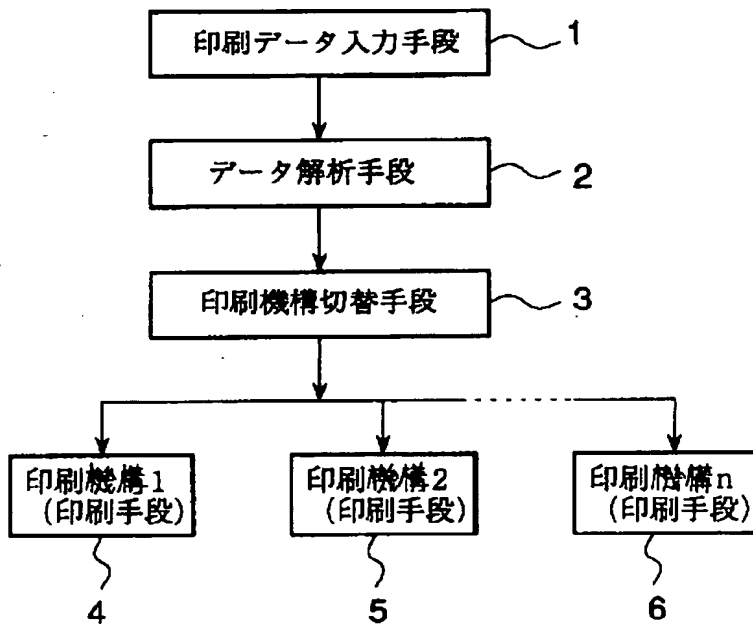 印刷データ入力手段
1
データ解析手段
2
印刷機構切替手段
3
印刷機構1
(印刷手段)
印刷機構2
(印刷手段)
印刷機構n
(印刷手段)
4
5
6